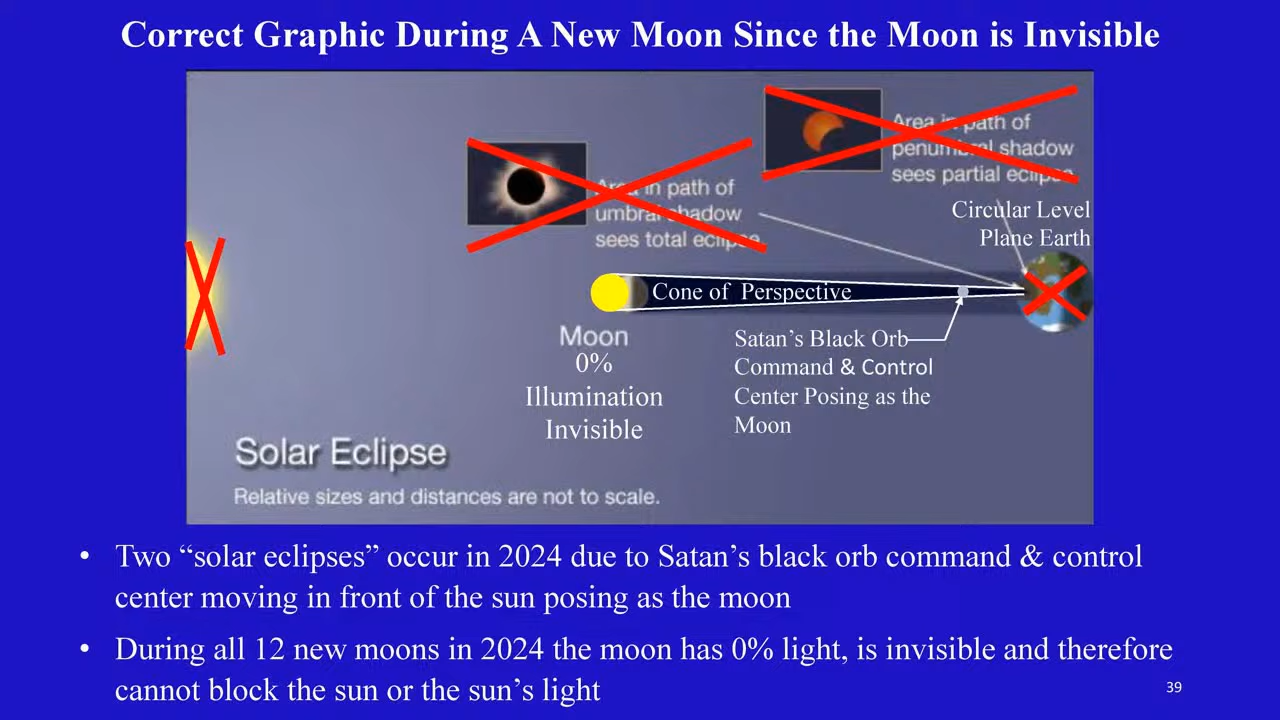 Correct Graphic During A New Moon Since the Moon is Invisible
Area in path of
penumbral shadow
sees partial eclipse
Area in path of
umbral shadow
sees total eclipse
Circular Level
Plane Earth
Cone of Perspective
Moon
0%
Illumination
Invisible
Satan’s Black Orb
Command & Control
Center Posing as the
Moon
Solar Eclipse
Relative sizes and distances are not to scale.
• Two “solar eclipses” occur in 2024 due to Satan’s black orb command & control
center moving in front of the sun posing as the moon
• During all 12 new moons in 2024 the moon has 0% light, is invisible and therefore
cannot block the sun or the sun’s light
39